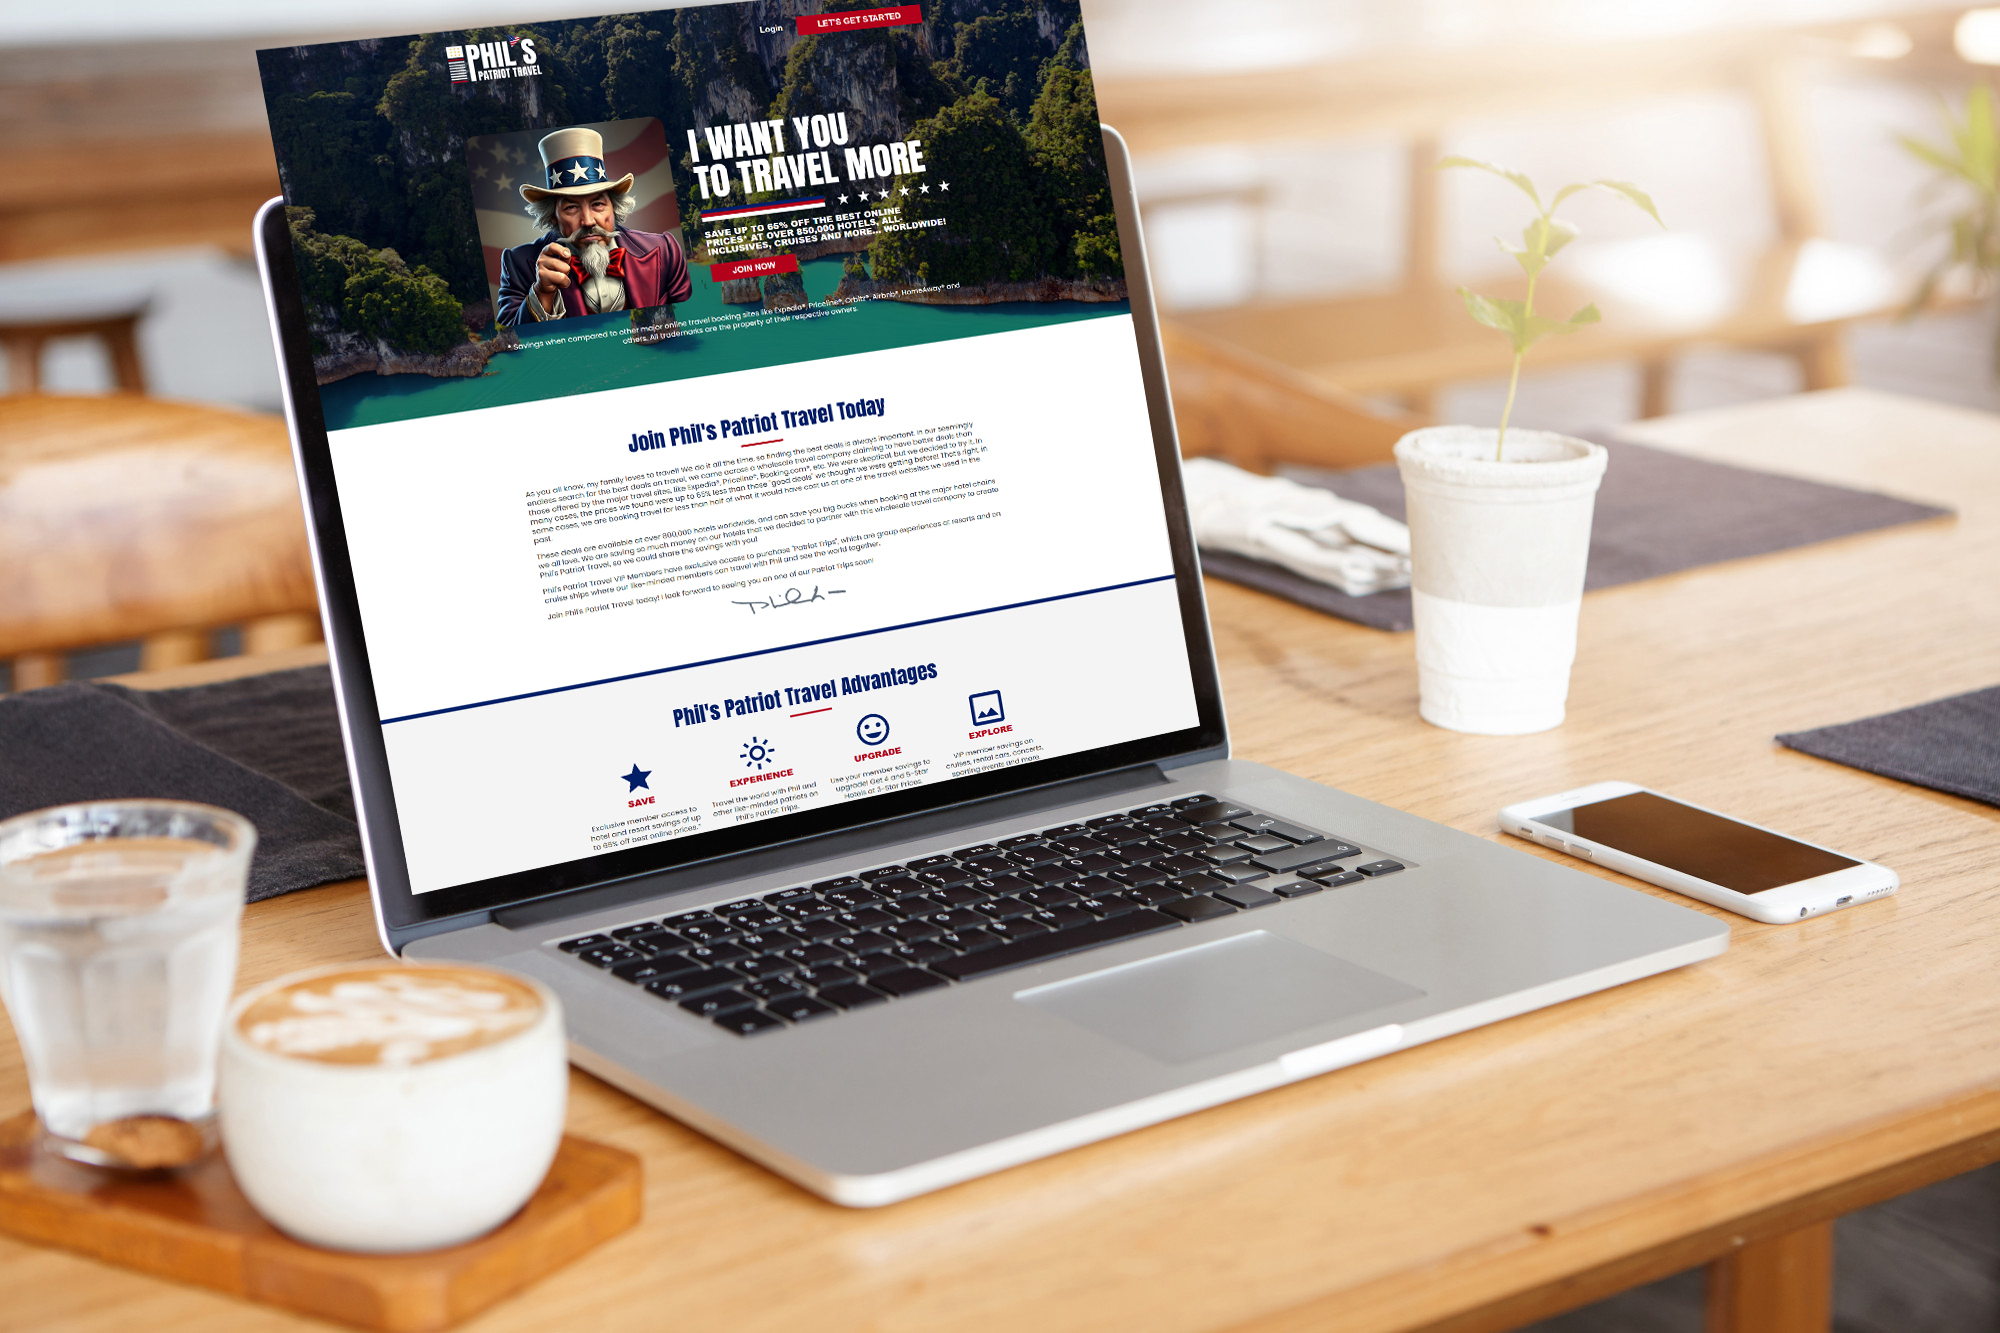 PHIL'S
PATRIOT TRAVEL
Login
LET'S GET STARTED
I WANT YOU
TO TRAVEL MORE
SAVE UP TO 65% OFF THE BEST ONLINE
PRICES* AT OVER 850,000 HOTELS, ALL-
INCLUSIVES, CRUISES AND MORE... WORLDWIDE!
JOIN NOW
* Savings when compared to other major online travel booking sites like Expedia®, Priceline®, Orbitz®, Airbnb®, HomeAway® and
others. All trademarks are the property of their respective owners.
Join Phil's Patriot Travel Today
As you all know, my family loves to travel! We do it all the time, so finding the best deals is always important. In our seemingly
endless search for the best deals on travel, we came across a wholesale travel company claiming to have better deals than
those offered by the major travel sites, like Expedia®, Priceline®, Booking.com®, etc. We were skeptical, but we decided to try it. In
many cases, the prices we found were up to 65% less than those "good deals" we thought we were getting before! That's right, in
some cases, we are booking travel for less than half of what it would have cost us at one of the travel websites we used in the
past.
These deals are available at over 800,000 hotels worldwide, and can save you big bucks when booking at the major hotel chains
we all love. We are saving so much money on our hotels that we decided to partner with this wholesale travel company to create
Phil's Patriot Travel, so we could share the savings with you!
Phil's Patriot Travel VIP Members have exclusive access to purchase "Patriot Trips", which are group experiences at resorts and on
cruise ships where our like-minded members can travel with Phil and see the world together.
Join Phil's Patriot Travel today! I look forward to seeing you on one of our Patriot Trips soon!
Phil's Patriot Travel Advantages
SAVE
Exclusive member access to
hotel and resort savings of up
to 65% off best online prices.*
EXPERIENCE
Travel the world with Phil and
other like-minded patriots on
Phil's Patriot Trips.
UPGRADE
Use your member savings to
upgrade! Get 4 and 5-Star
Hotels at 3-Star Prices.
EXPLORE
VIP member savings on
cruises, rental cars, concerts,
sporting events and more.